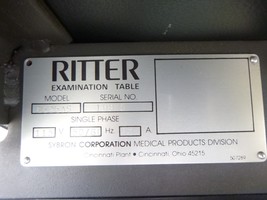 RITTER
EXAMINATION TABLE
MODEL SERIAL NO.
SINGLE PHASE
V Hz A
SYBRON CORPORATION MEDICAL PRODUCTS DIVISION
Cincinnati Plant • Cincinnati, Ohio 45215